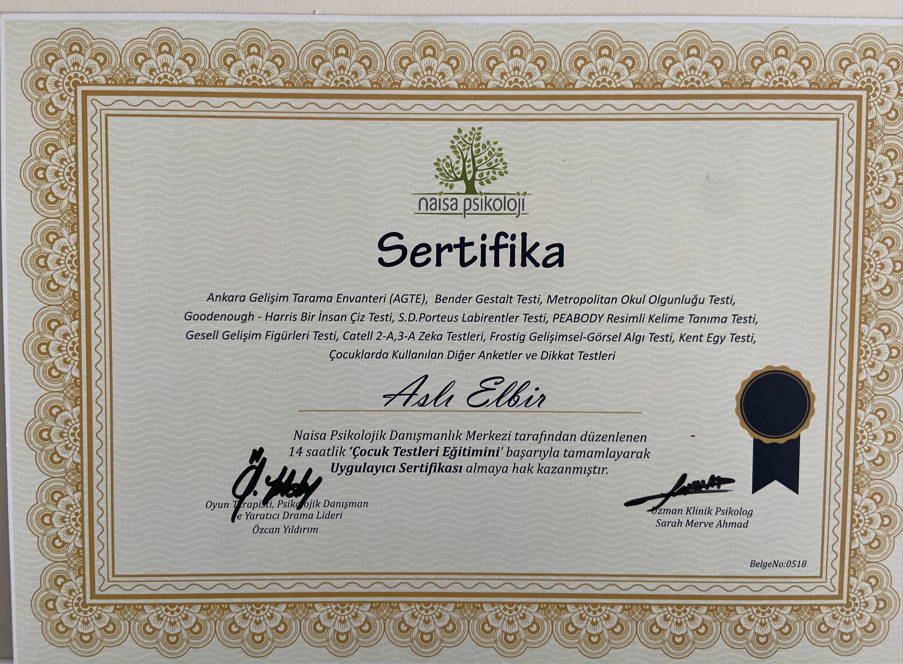 naisa psikoloji
Sertifika
Ankara Gelişim Tarama Envanteri (AGTE), Bender Gestalt Testi, Metropolitan Okul Olgunluğu Testi,
Goodenough - Harris Bir İnsan Çiz Testi, S.D.Porteus Labirentler Testi, PEABODY Resimli Kelime Tanıma Testi,
Gesell Gelişim Figürleri Testi, Catell 2-A,3-A Zeka Testleri, Frostig Gelişimsel-Görsel Algı Testi, Kent Egy Testi,
Çocuklarda Kullanılan Diğer Anketler ve Dikkat Testleri
Aslı Elbir
Naisa Psikolojik Danışmanlık Merkezi tarafından düzenlenen
14 saatlik ‘Çocuk Testleri Eğitimini’ başarıyla tamamlayarak
Uygulayıcı Sertifikası almaya hak kazanmıştır.
Oyun Terapisti, Psikolojik Danışman
ve Yaratıcı Drama Lideri
Özcan Yıldırım
Uzman Klinik Psikolog
Sarah Merve Ahmad
BelgeNo:0518